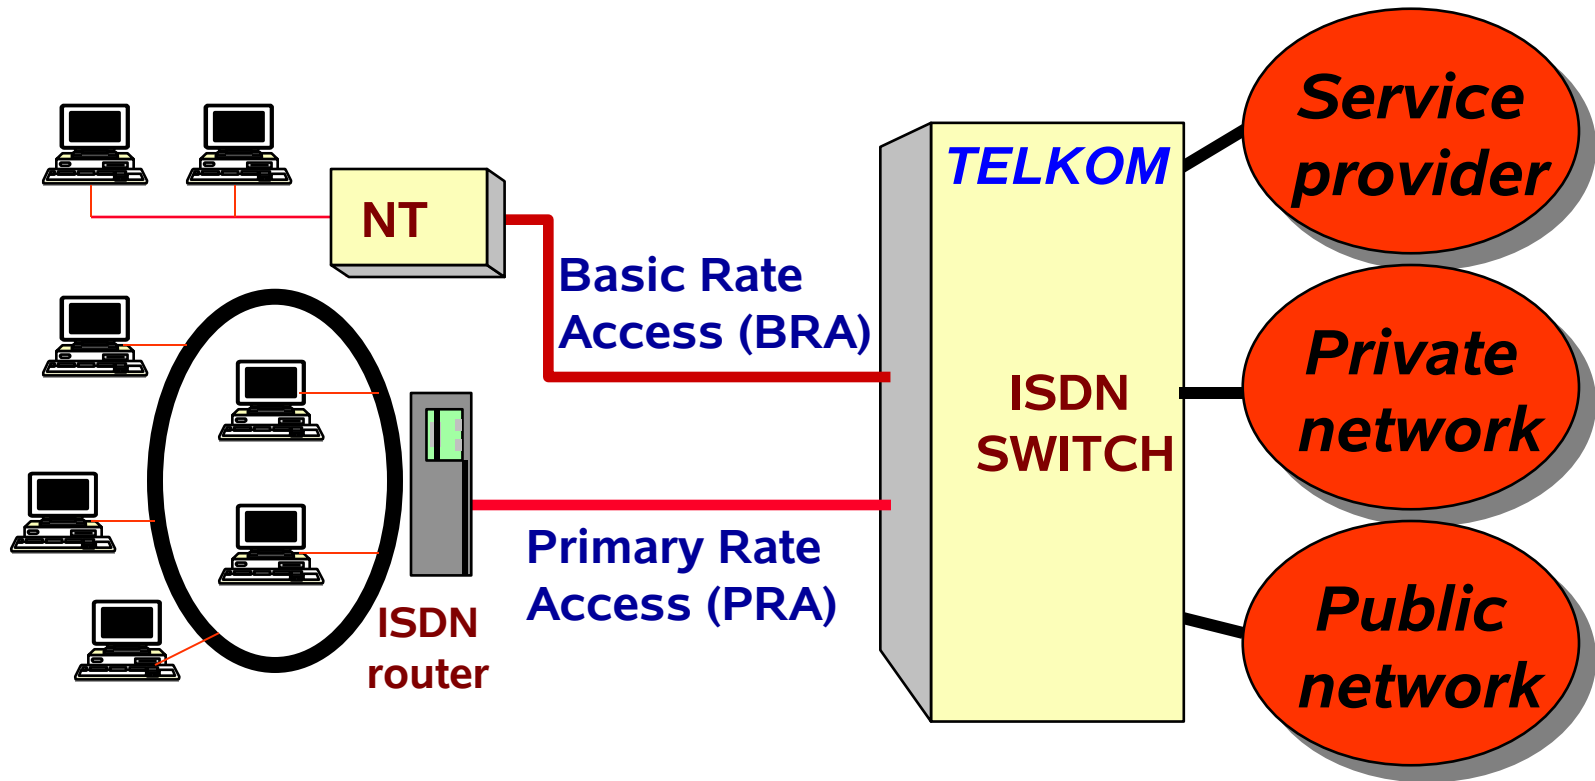 NT
Basic Rate
Access (BRA)
Primary Rate
Access (PRA)
ISDN
router
TELKOM
ISDN
SWITCH
Service
provider
Private
network
Public
network